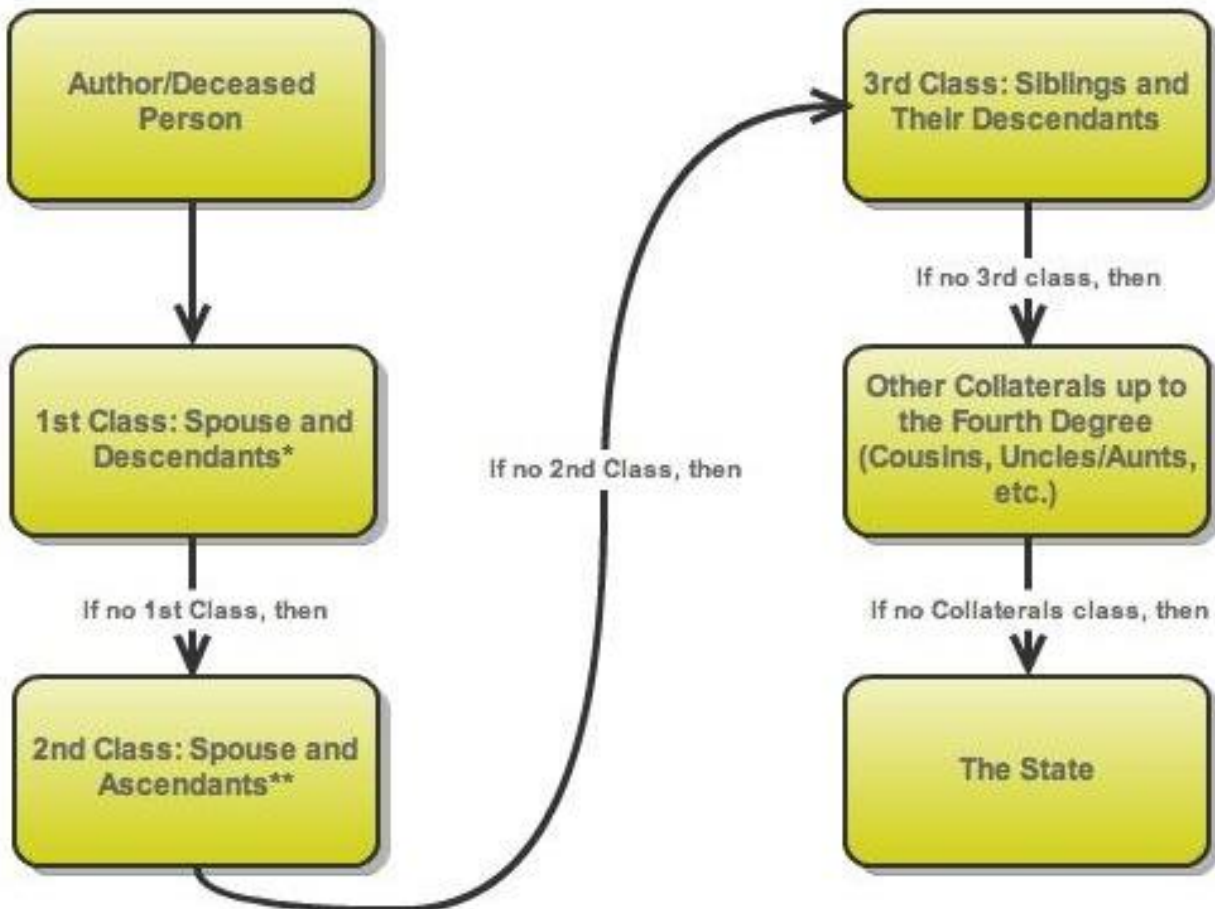 Author/Deceased
Person
1st Class: Spouse and
Descendants*
If no 1st Class, then
2nd Class: Spouse and
Ascendants**
If no 2nd Class, then
3rd Class: Siblings and
Their Descendants
If no 3rd class, then
Other Collaterals up to
the Fourth Degree
(Cousins, Uncles/Aunts,
etc.)
If no Collaterals class, then
The State